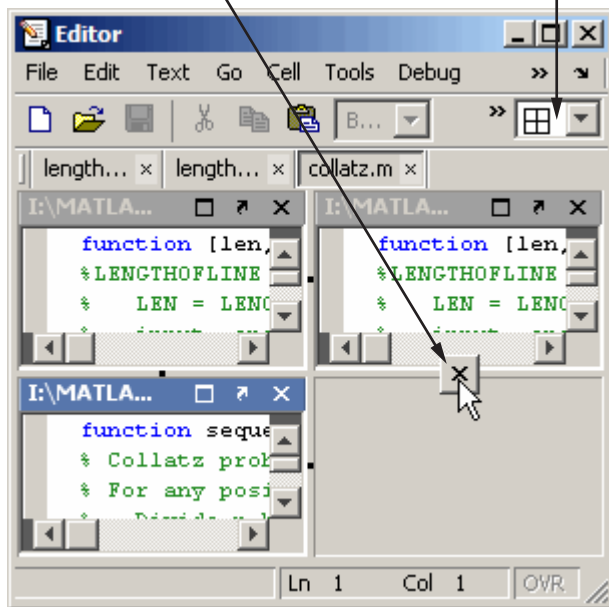 Editor
File Edit Text Go Cell Tools Debug »
B... »
length... × length... × collatz.m ×
I:\MATLA... I:\MATLA...
function [len, function [len,
%LENGTHOFLINE %LENGTHOFLINE
% LEN = LENG % LEN = LENG
I:\MATLA...
function seque
% Collatz prob
% For any posi
Ln 1 Col 1 OVR